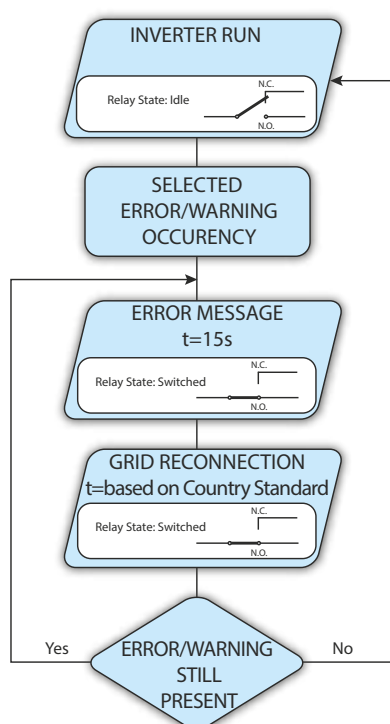 INVERTER RUN
N.C.
Relay State: Idle
N.O.
SELECTED
ERROR/WARNING
OCCURENCY
ERROR MESSAGE
t=15s
N.C.
Relay State: Switched
N.O.
GRID RECONNECTION
t=based on Country Standard
N.C.
Relay State: Switched
N.O.
Yes
No
ERROR/WARNING
STILL
PRESENT